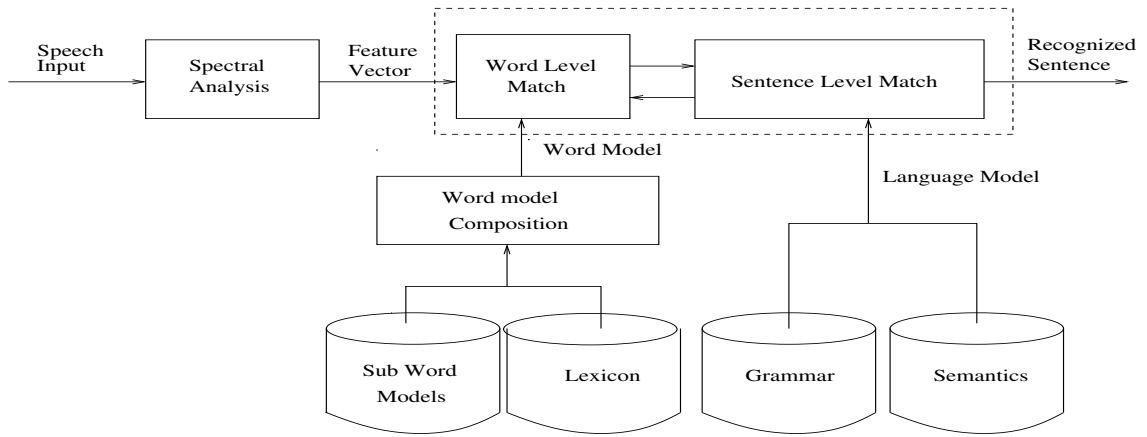 Speech
Input
Spectral
Analysis
Feature
Vector
Word Level
Match
Sentence Level Match
Recognized
Sentence
Word Model
Language Model
Word model
Composition
Sub Word
Models
Lexicon
Grammar
Semantics